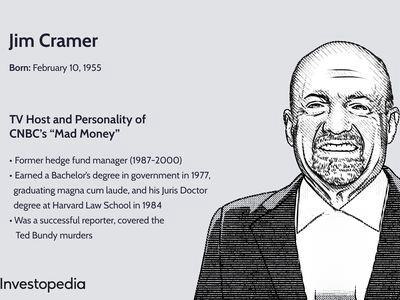 Jim Cramer
Born: February 10, 1955
TV Host and Personality of
CNBC's “Mad Money”
• Former hedge fund manager (1987-2000)
• Earned a Bachelor's degree in government in 1977,
graduating magna cum laude, and his Juris Doctor
degree at Harvard Law School in 1984
• Was a successful reporter, covered the
Ted Bundy murders
Investopedia